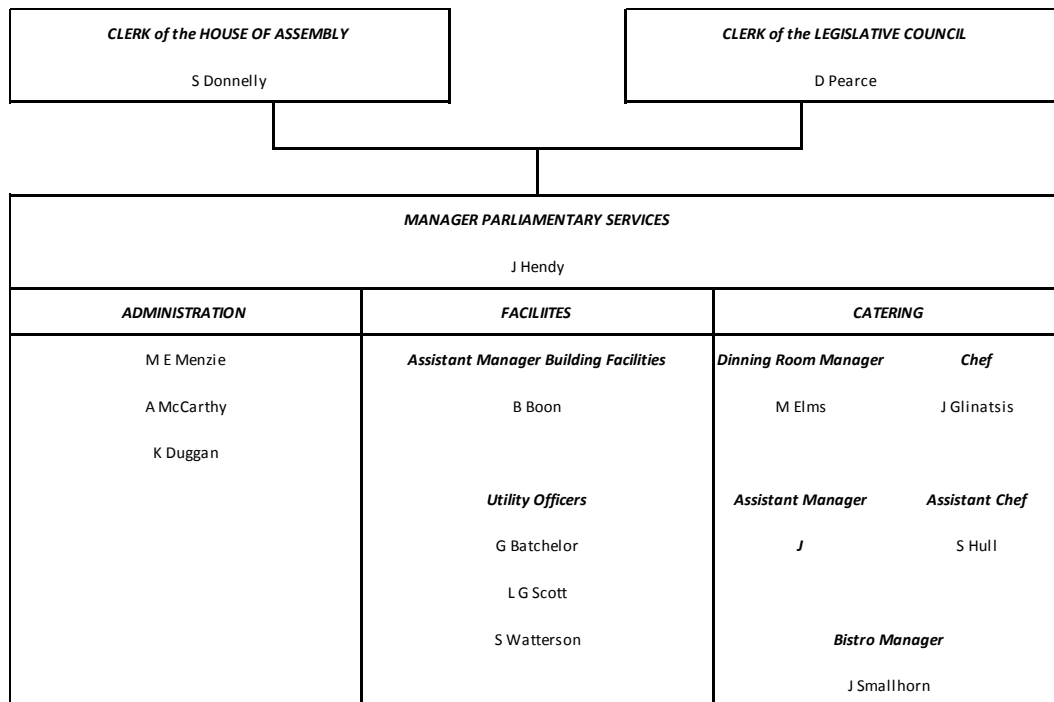 CLERK of the HOUSE OF ASSEMBLY
S Donnelly
CLERK of the LEGISLATIVE COUNCIL
D Pearce
MANAGER PARLIAMENTARY SERVICES
J Hendy
ADMINISTRATION
M E Menzie
A McCarthy
K Duggan
FACILIITES
Assistant Manager Building Facilities
B Boon
Utility Officers
G Batchelor
L G Scott
S Watterson
CATERING
Dinning Room Manager
M Elms
Chef
J Glinatsis
Assistant Manager
J
Assistant Chef
S Hull
Bistro Manager
J Smallhorn